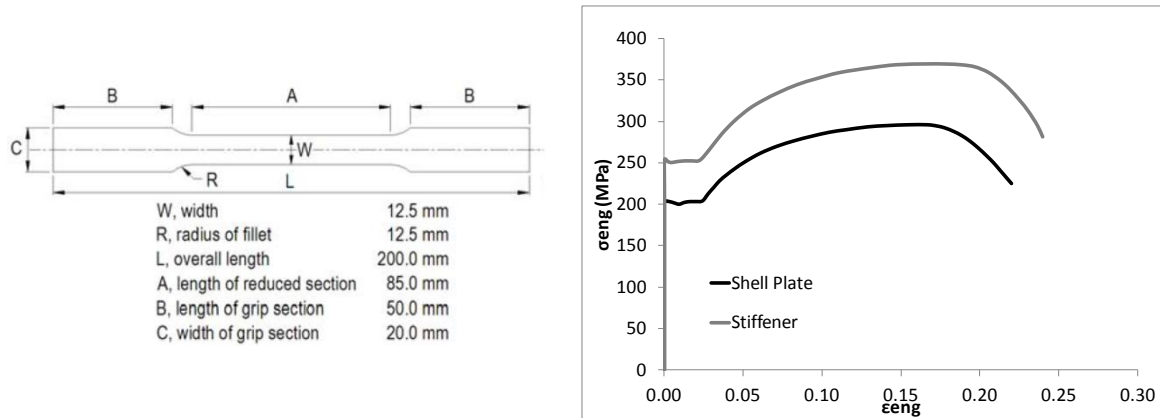 B
A
B
C
W
R
L
W, width 12.5 mm
R, radius of fillet 12.5 mm
L, overall length 200.0 mm
A, length of reduced section 85.0 mm
B, length of grip section 50.0 mm
C, width of grip section 20.0 mm
400
350
300
250
200
150
100
50
0
σeng (MPa)
Shell Plate
Stiffener
0.00 0.05 0.10 0.15 0.20 0.25 0.30
εeng